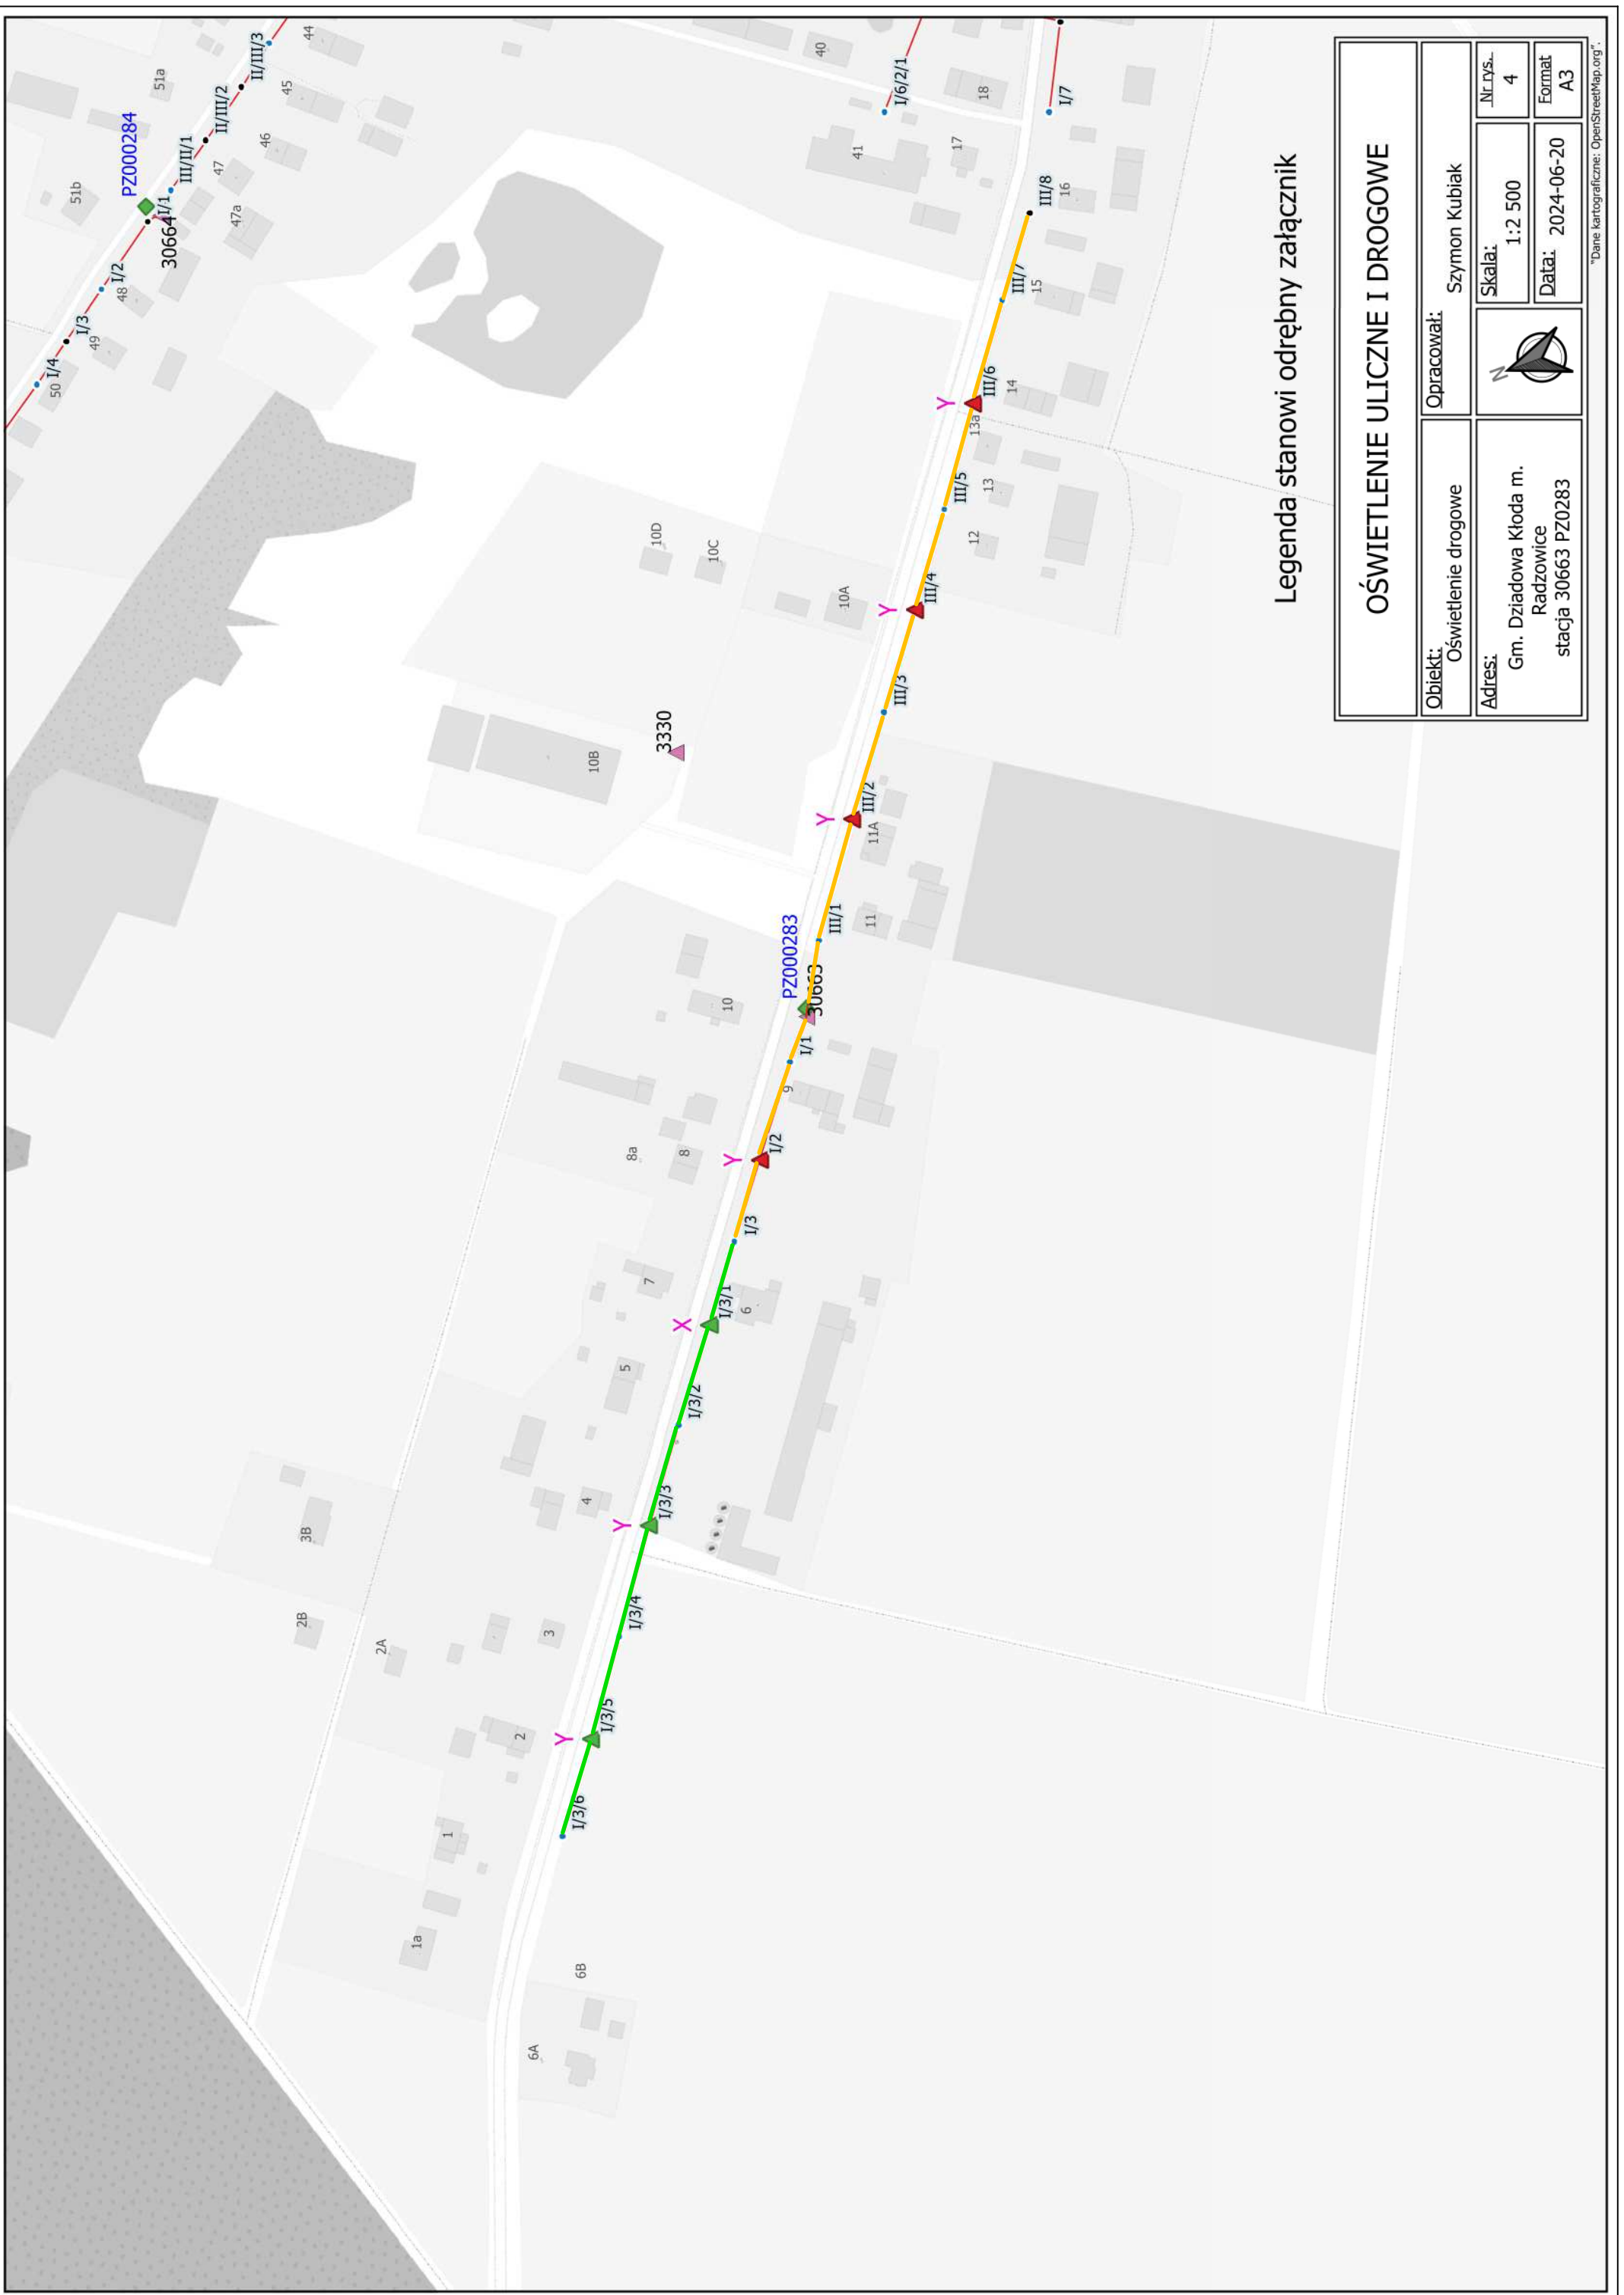 44
II/III/3
45
II/III/2
51a
46
III/II/1
47
PZ000284
51b
I/1
30664
47a
I/2
48
I/3
49
I/4
50
40
I/6/2/1
18
I/7
41
17
III/8
16
III/7
15
III/6
14
Y
13a
III/5
13
12
10D
10C
10A
Y
III/4
III/3
3330
10B
Y
III/2
11A
III/1
11
PZ000283
30663
10
I/1
9
8a
8
Y
I/2
I/3
7
X
I/3/1
6
5
I/3/2
4
Y
I/3/3
3B
2B
2A
3
I/3/4
2
Y
I/3/5
1
I/3/6
1a
6B
6A
Legenda stanowi odrębny załącznik
OŚWIETLENIE ULICZNE I DROGOWE
Obiekt:
Oświetlenie drogowe
Opracował:
Szymon Kubiak
Adres:
Gm. Dziadowa Kłoda m.
Radzowice
stacja 30663 PZ0283
N
Skala:
1:2 500
Nr rys.
4
Data: 2024-06-20
Format
A3
"Dane kartograficzne: OpenStreetMap.org".